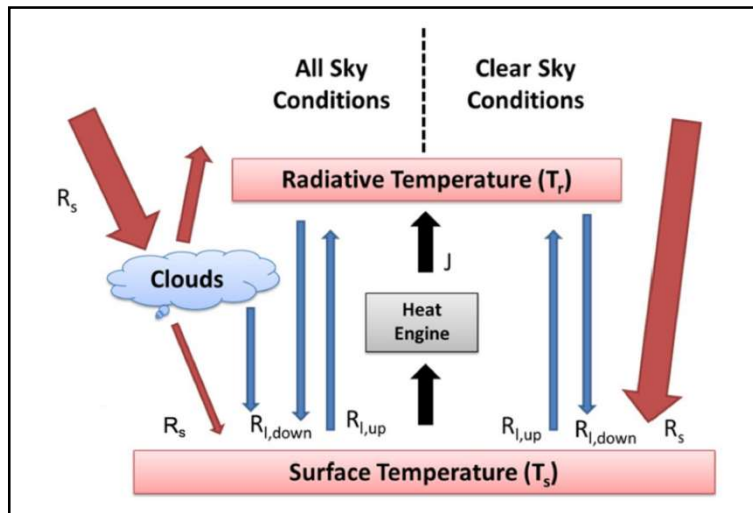 All Sky
Conditions
Clear Sky
Conditions
Radiative Temperature (Tr)
Rs
Clouds
J
Heat
Engine
Rs
Rl,down
Rl,up
Rl,up
Rl,down
Rs
Surface Temperature (Ts)